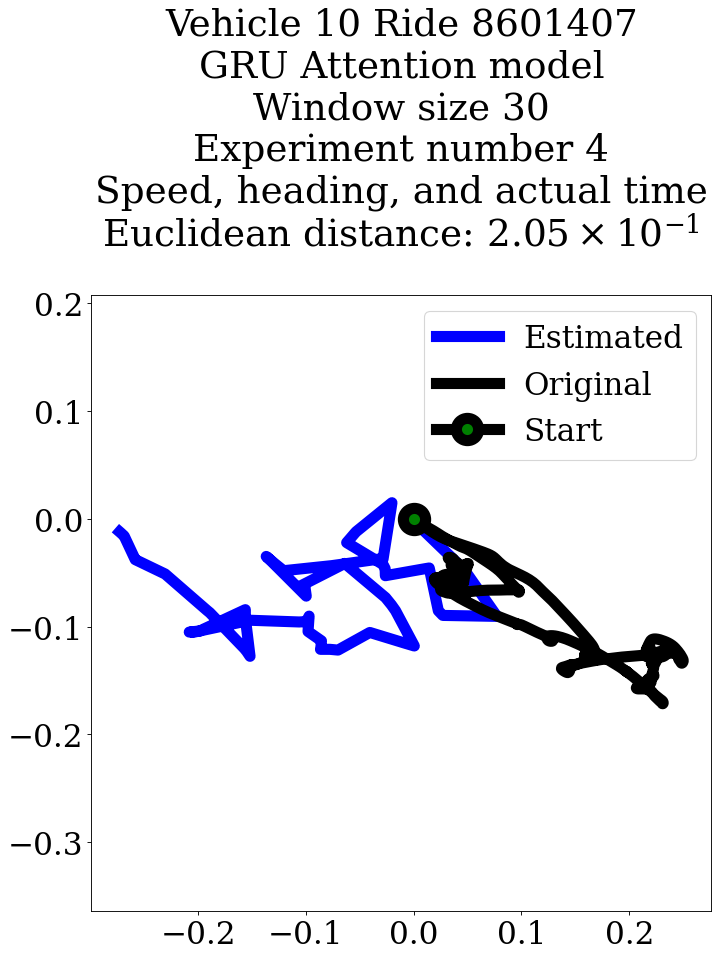 Vehicle 10 Ride 8601407
GRU Attention model
Window size 30
Experiment number 4
Speed, heading, and actual time
Euclidean distance: 2.05 × 10⁻¹
Estimated
Original
Start
0.2
0.1
0.0
−0.1
−0.2
−0.3
−0.2 −0.1 0.0 0.1 0.2